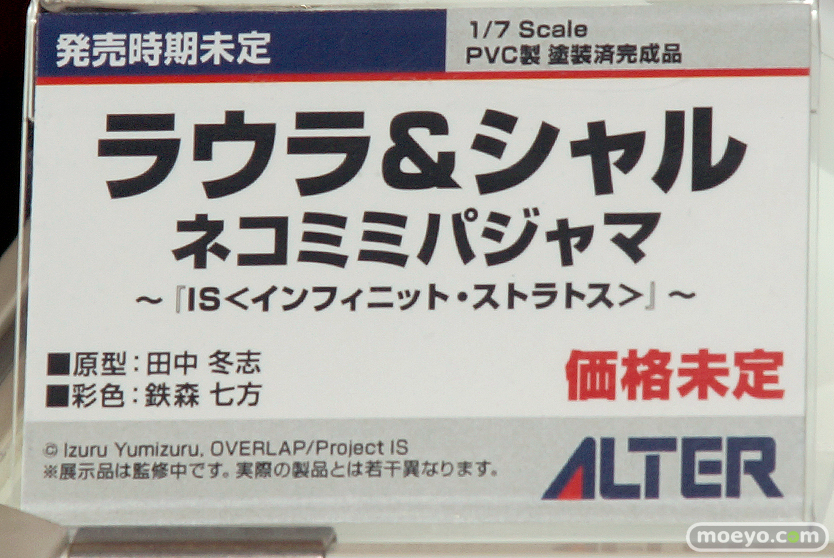 発売時期未定
1/7 Scale
PVC製 塗装済完成品
ラウラ&シャル
ネコミミパジャマ
~『IS<インフィニット・ストラトス>』~
■原型:田中 冬志
■彩色:鉄森 七方
価格未定
© Izuru Yumizuru, OVERLAP/Project IS
※展示品は監修中です。実際の製品とは若干異なります。
ALTER
moeyo.com